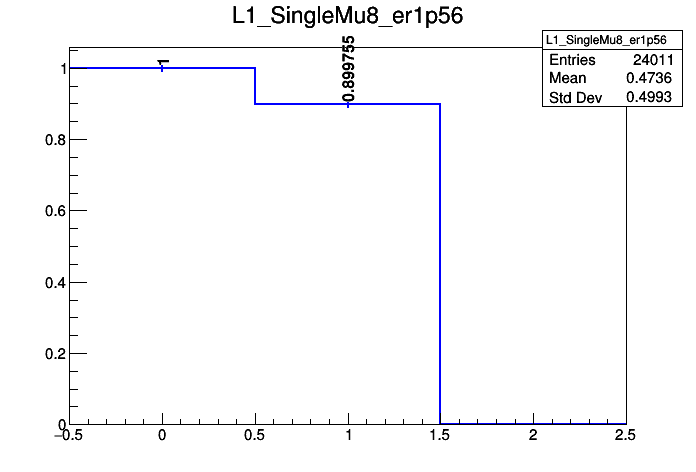 L1_SingleMu8_er1p56
L1_SingleMu8_er1p56
Entries 24011
Mean 0.4736
Std Dev 0.4993
1
0.899755
1
0.8
0.6
0.4
0.2
0
−0.5 0 0.5 1 1.5 2 2.5